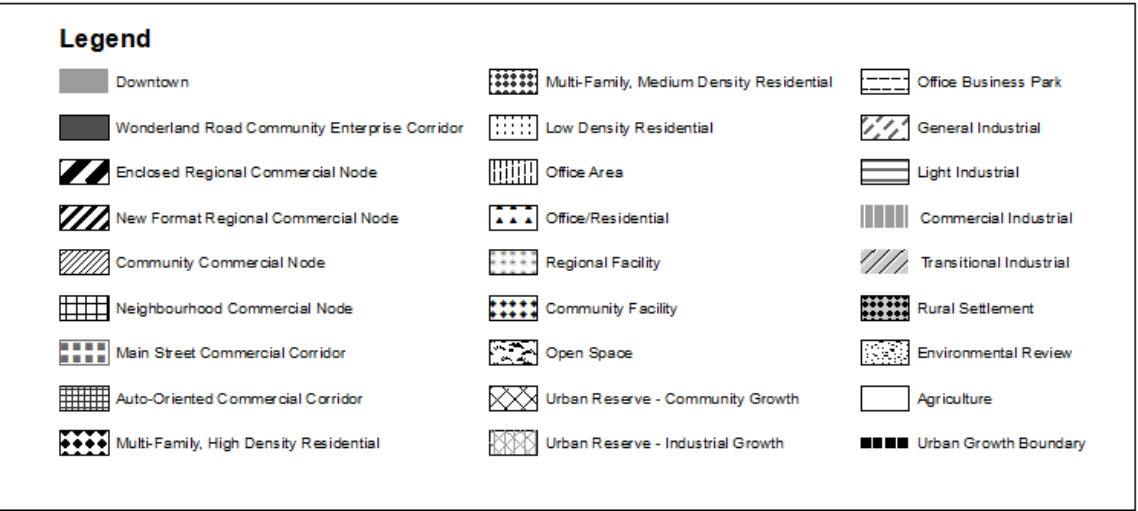 Legend
Downtown
Wonderland Road Community Enterprise Corridor
Enclosed Regional Commercial Node
New Format Regional Commercial Node
Community Commercial Node
Neighbourhood Commercial Node
Main Street Commercial Corridor
Auto-Oriented Commercial Corridor
Multi-Family, High Density Residential
Multi-Family, Medium Density Residential
Low Density Residential
Office Area
Office/Residential
Regional Facility
Community Facility
Open Space
Urban Reserve - Community Growth
Urban Reserve - Industrial Growth
Office Business Park
General Industrial
Light Industrial
Commercial Industrial
Transitional Industrial
Rural Settlement
Environmental Review
Agriculture
Urban Growth Boundary